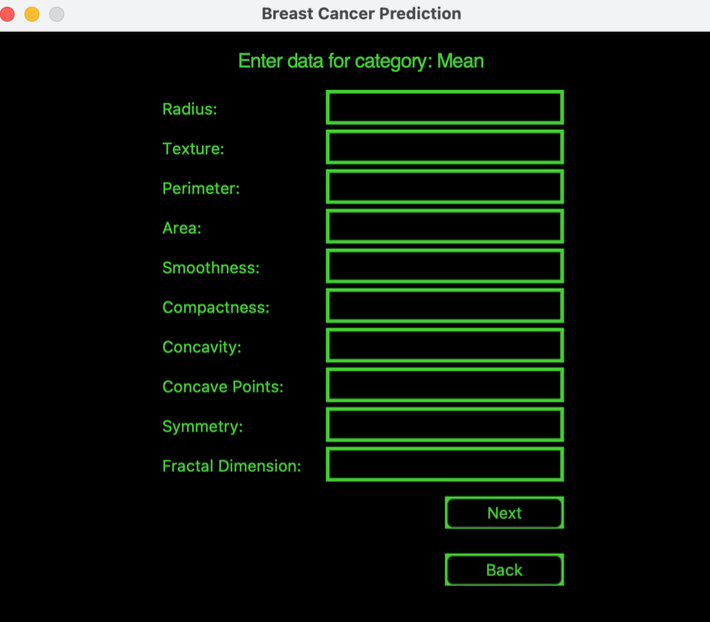 Breast Cancer Prediction
Enter data for category: Mean
Radius:
Texture:
Perimeter:
Area:
Smoothness:
Compactness:
Concavity:
Concave Points:
Symmetry:
Fractal Dimension:
Next
Back